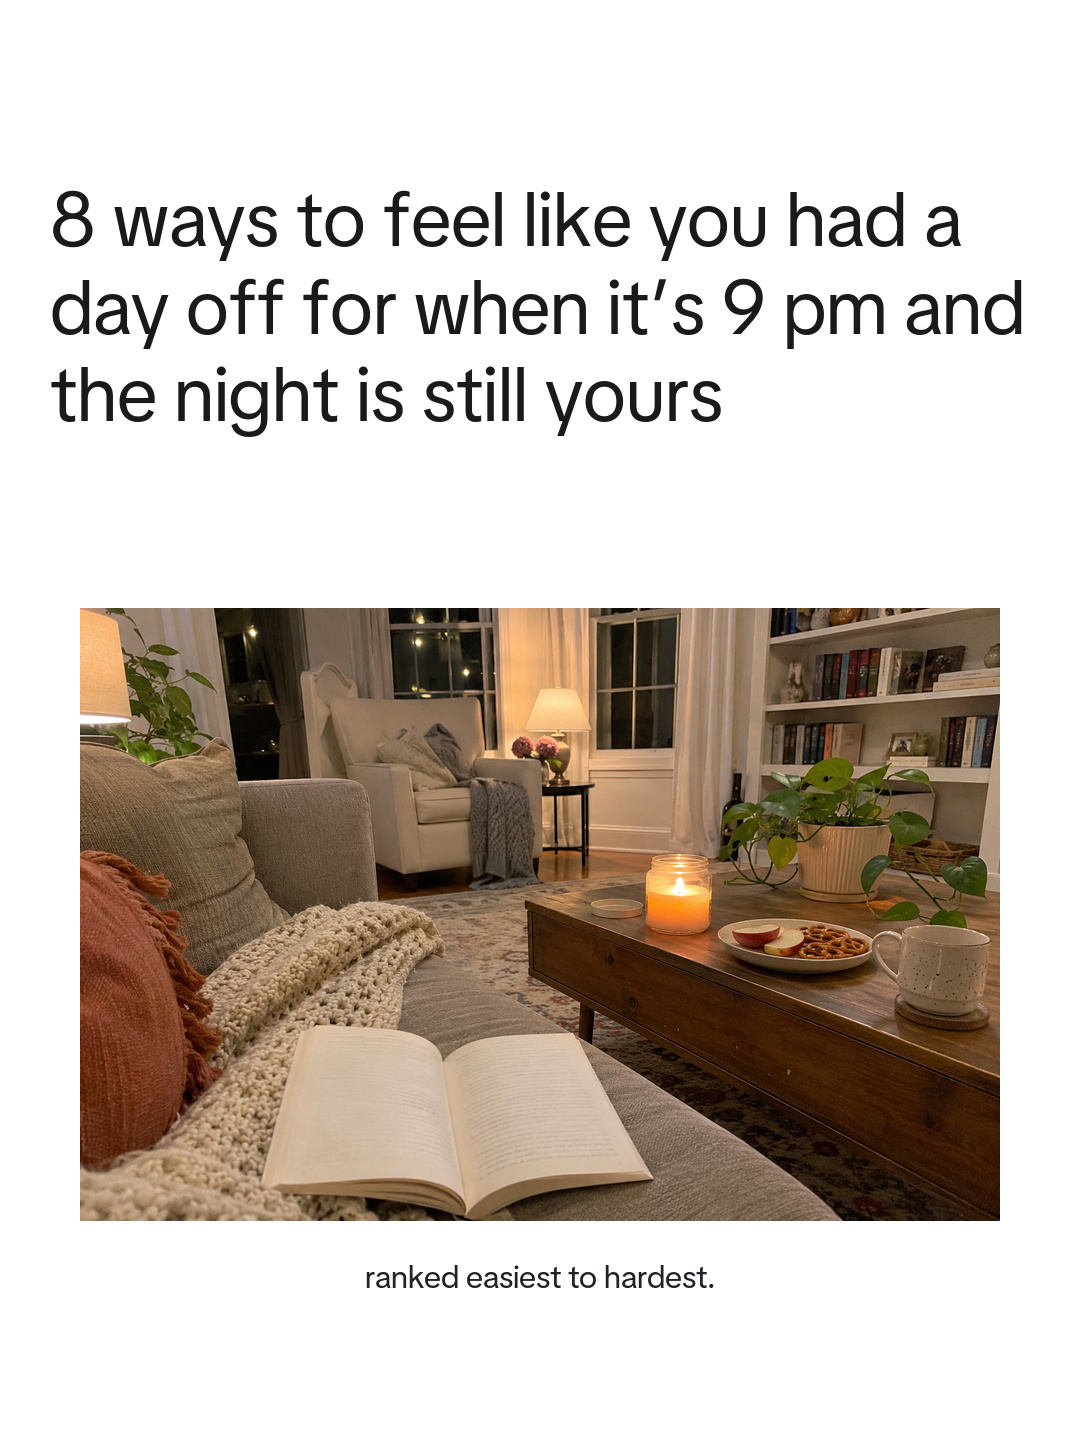 8 ways to feel like you had a
day off for when it’s 9 pm and
the night is still yours
ranked easiest to hardest.